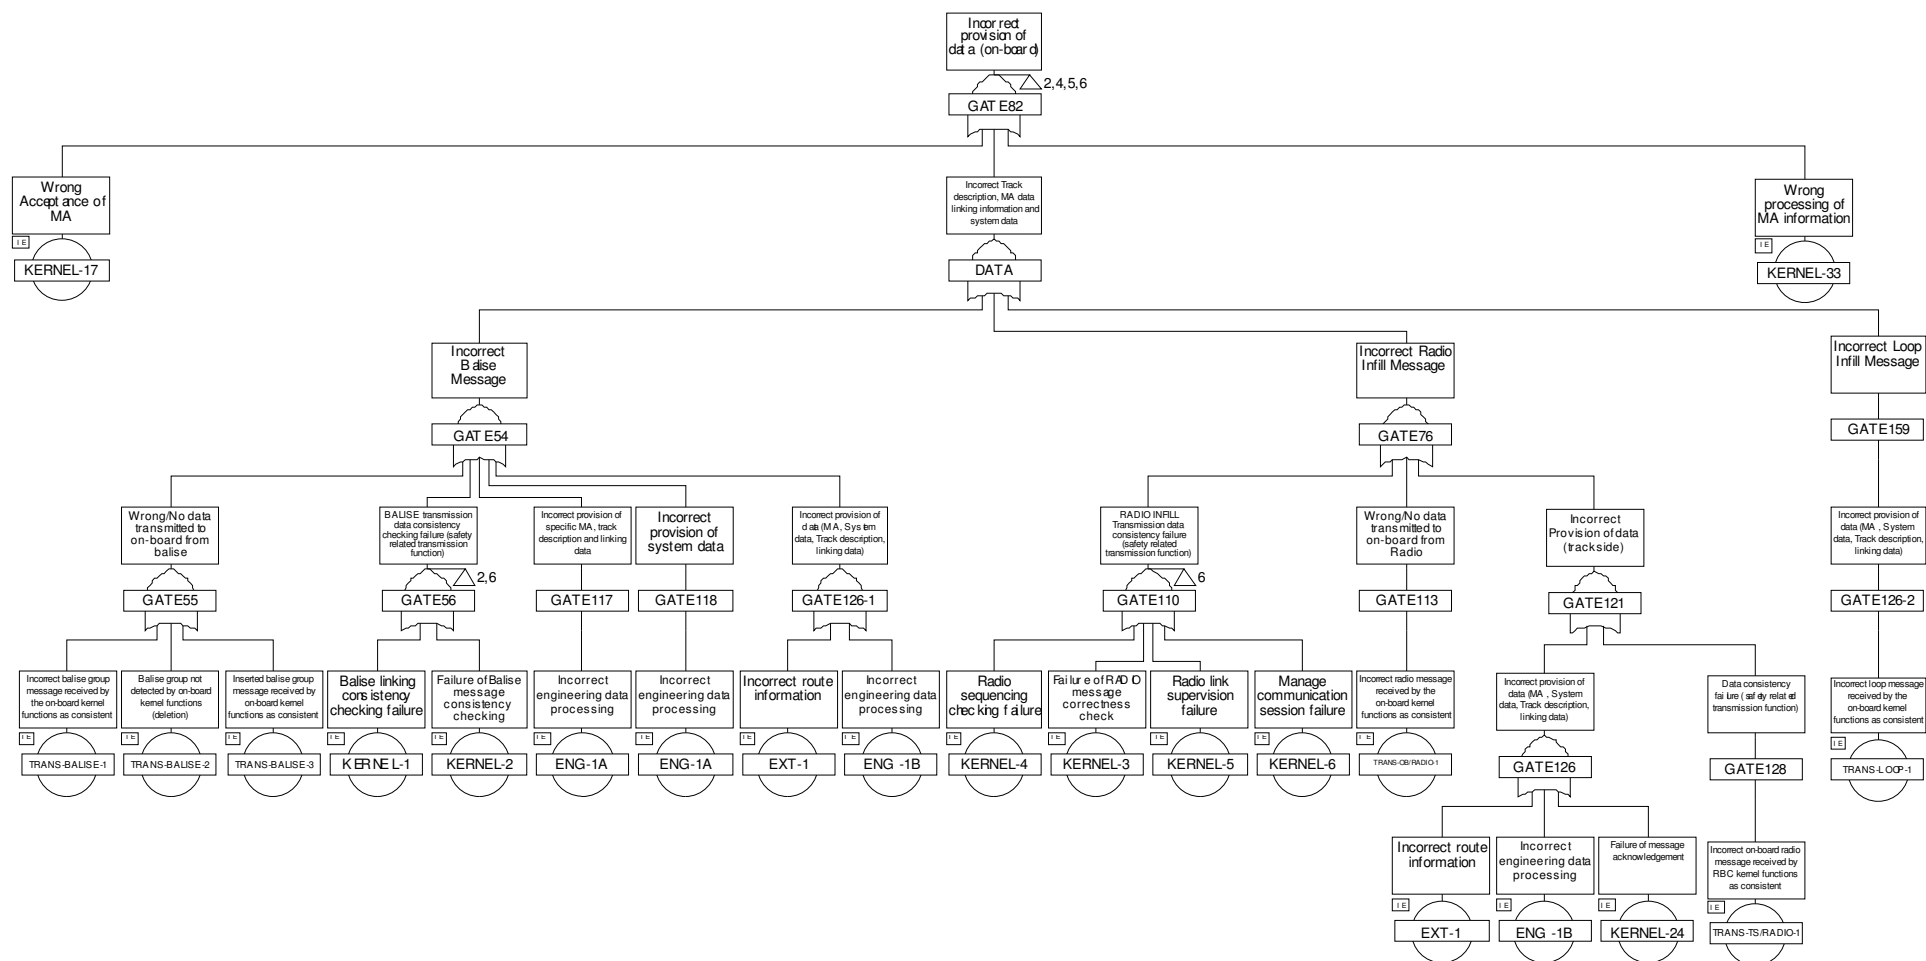 Incorrect
provision of
data (on-board)
2,4,5,6
GATE82
Wrong
Acceptance of
MA
IE
KERNEL-17
Incorrect Track
description, MA data
linking information and
system data
DATA
Wrong
processing of
MA information
IE
KERNEL-33
Incorrect
Balise
Message
GATE54
Incorrect Radio
Infill Message
GATE76
Incorrect Loop
Infill Message
GATE159
Wrong/No data
transmitted to
on-board from
balise
GATE55
BALISE transmission
data consistency
checking failure (safety
related transmission
function)
2,6
GATE56
Incorrect provision of
specific MA, track
description and linking
data
GATE117
Incorrect
provision of
system data
GATE118
Incorrect provision of
data (MA, System
data, Track description,
linking data)
GATE126-1
RADIO INFILL
Transmission data
consistency failure
(safety related
transmission function)
6
GATE110
Wrong/No data
transmitted to
on-board from
Radio
GATE113
Incorrect
Provision of data
(trackside)
GATE121
Incorrect provision of
data (MA , System
data, Track description,
linking data)
GATE126-2
Incorrect balise group
message received by
the on-board kernel
functions as consistent
IE
TRANS-BALISE-1
Balise group not
detected by on-board
kernel functions
(deletion)
IE
TRANS-BALISE-2
Inserted balise group
message received by
on-board kernel
functions as consistent
IE
TRANS-BALISE-3
Balise linking
consistency
checking failure
IE
KERNEL-1
Failure of Balise
message
consistency
checking
IE
KERNEL-2
Incorrect
engineering data
processing
IE
ENG-1A
Incorrect
engineering data
processing
IE
ENG-1A
Incorrect route
information
IE
EXT-1
Incorrect
engineering data
processing
IE
ENG -1B
Radio
sequencing
checking failure
IE
KERNEL-4
Failure of RADIO
message
correctness
check
IE
KERNEL-3
Radio link
supervision
failure
IE
KERNEL-5
Manage
communication
session failure
IE
KERNEL-6
Incorrect radio message
received by the
on-board kernel
functions as consistent
IE
TRANS-OB/RADIO-1
Incorrect provision of
data (MA , System
data, Track description,
linking data)
GATE126
Data consistency
failure ( safety related
transmission function)
GATE128
Incorrect loop message
received by the
on-board kernel
functions as consistent
IE
TRANS-LOOP-1
Incorrect route
information
IE
EXT-1
Incorrect
engineering data
processing
IE
ENG -1B
Failure of message
acknowledgement
IE
KERNEL-24
Incorrect on-board radio
message received by
RBC kernel functions
as consistent
IE
TRANS-TS/RADIO-1